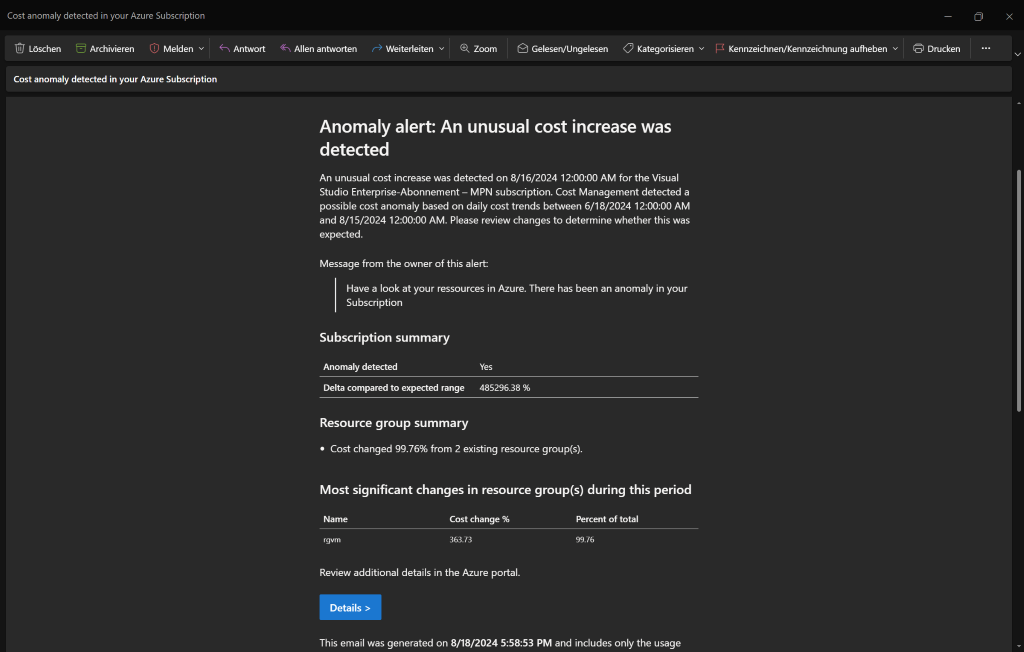 Cost anomaly detected in your Azure Subscription
Löschen Archivieren Melden Antwort Allen antworten Weiterleiten Zoom Gelesen/Ungelesen Kategorisieren Kennzeichnen/Kennzeichnung aufheben Drucken ...
Cost anomaly detected in your Azure Subscription
Anomaly alert: An unusual cost increase was
detected
An unusual cost increase was detected on 8/16/2024 12:00:00 AM for the Visual
Studio Enterprise-Abonnement – MPN subscription. Cost Management detected a
possible cost anomaly based on daily cost trends between 6/18/2024 12:00:00 AM
and 8/15/2024 12:00:00 AM. Please review changes to determine whether this was
expected.
Message from the owner of this alert:
Have a look at your ressources in Azure. There has been an anomaly in your
Subscription
Subscription summary
Anomaly detected Yes
Delta compared to expected range 485296.38 %
Resource group summary
• Cost changed 99.76% from 2 existing resource group(s).
Most significant changes in resource group(s) during this period
Name Cost change % Percent of total
rgvm 363.73 99.76
Review additional details in the Azure portal.
Details >
This email was generated on 8/18/2024 5:58:53 PM and includes only the usage